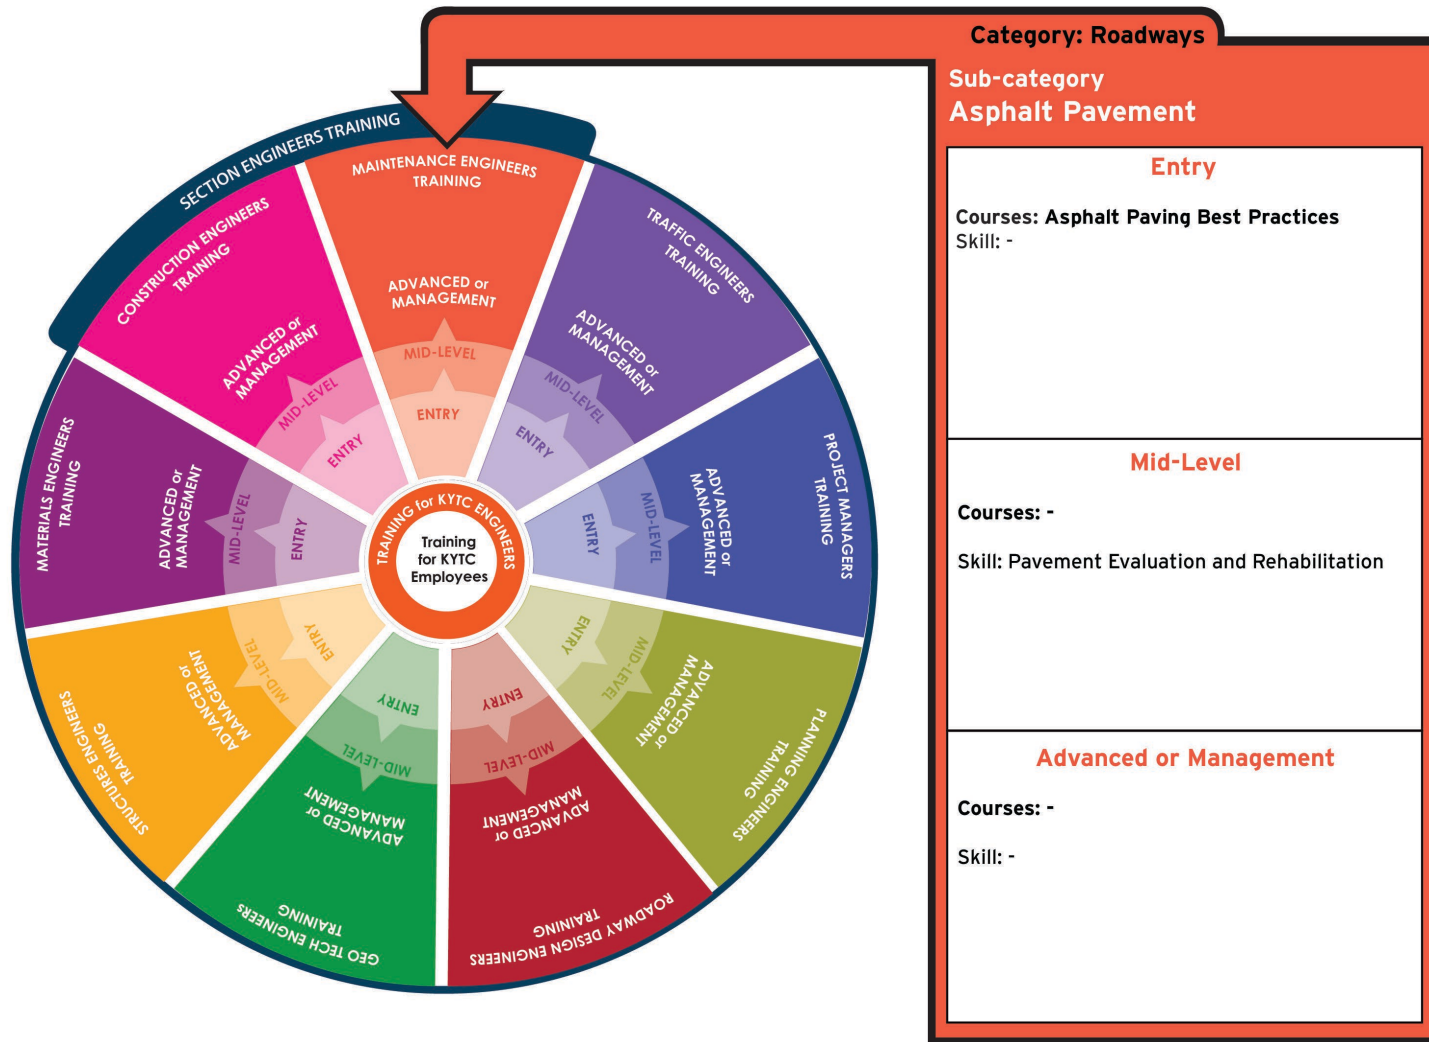 Category: Roadways
Sub-category
Asphalt Pavement
Entry
Courses: Asphalt Paving Best Practices
Skill: -
Mid-Level
Courses: -
Skill: Pavement Evaluation and Rehabilitation
Advanced or Management
Courses: -
Skill: -
SECTION ENGINEERS TRAINING
MAINTENANCE ENGINEERS
TRAINING
ADVANCED or
MANAGEMENT
MID-LEVEL
ENTRY
TRAFFIC ENGINEERS
TRAINING
ADVANCED or
MANAGEMENT
MID-LEVEL
ENTRY
PROJECT MANAGERS
TRAINING
ADVANCED or
MANAGEMENT
MID-LEVEL
ENTRY
PLANNING ENGINEERS
TRAINING
ADVANCED or
MANAGEMENT
MID-LEVEL
ENTRY
ROADWAY DESIGN ENGINEERS
TRAINING
ADVANCED or
MANAGEMENT
MID-LEVEL
ENTRY
GEO TECH ENGINEERs
TRAINING
ADVANCED or
MANAGEMENT
MID-LEVEL
ENTRY
STRUCTURES ENGINEERS
TRAINING
ADVANCED or
MANAGEMENT
MID-LEVEL
ENTRY
MATERIALS ENGINEERS
TRAINING
ADVANCED or
MANAGEMENT
MID-LEVEL
ENTRY
CONSTRUCTION ENGINEERS
TRAINING
ADVANCED or
MANAGEMENT
MID-LEVEL
ENTRY
TRAINING for KYTC ENGINEERS
Training
for KYTC
Employees